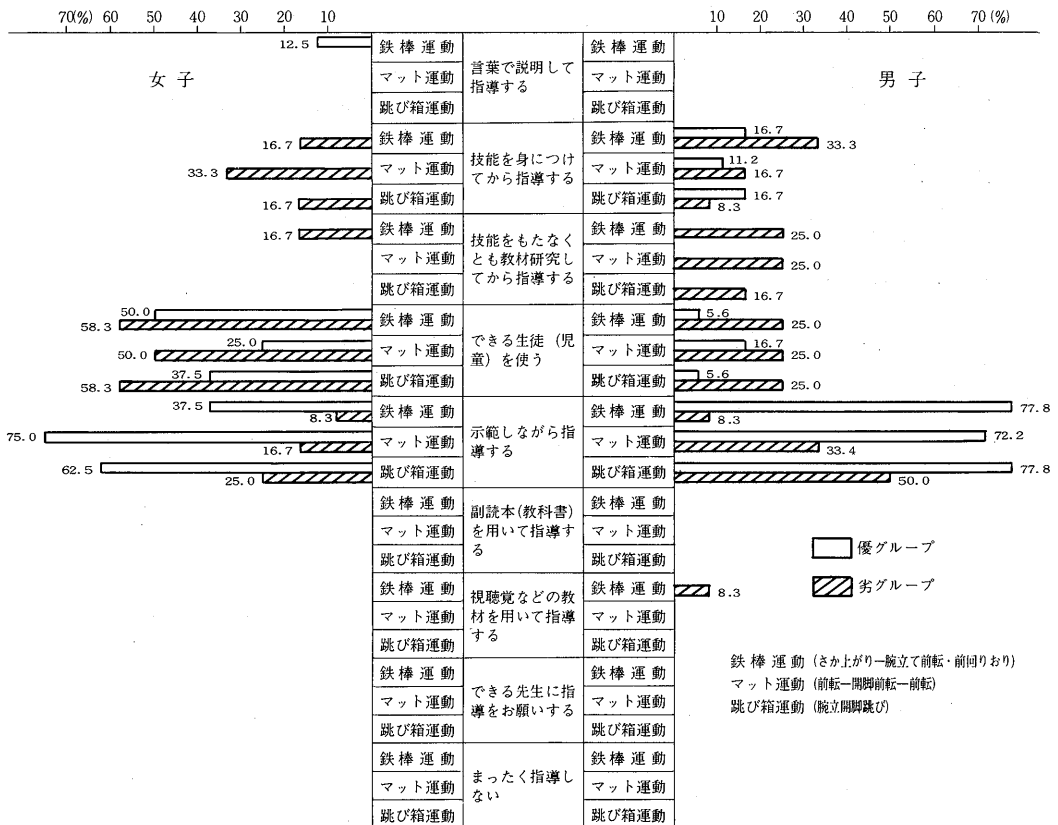 70(%) 60 50 40 30 20 10
10 20 30 40 50 60 70 (%)
女子
男子
鉄棒運動
マット運動
跳び箱運動
言葉で説明して
指導する
鉄棒運動
マット運動
跳び箱運動
12.5
鉄棒運動
マット運動
跳び箱運動
技能を身につけ
てから指導する
鉄棒運動
マット運動
跳び箱運動
16.7
33.3
16.7
16.7
33.3
11.2
16.7
16.7
8.3
鉄棒運動
マット運動
跳び箱運動
技能をもたなく
とも教材研究し
てから指導する
鉄棒運動
マット運動
跳び箱運動
16.7
25.0
25.0
16.7
鉄棒運動
マット運動
跳び箱運動
できる生徒(児
童)を使う
鉄棒運動
マット運動
跳び箱運動
50.0
58.3
25.0
50.0
37.5
58.3
5.6
25.0
16.7
25.0
5.6
25.0
鉄棒運動
マット運動
跳び箱運動
示範しながら指
導する
鉄棒運動
マット運動
跳び箱運動
37.5
8.3
75.0
16.7
62.5
25.0
77.8
8.3
72.2
33.4
77.8
50.0
鉄棒運動
マット運動
跳び箱運動
副読本(教科書)
を用いて指導す
る
鉄棒運動
マット運動
跳び箱運動
鉄棒運動
マット運動
跳び箱運動
視聴覚などの教
材を用いて指導
する
鉄棒運動
マット運動
跳び箱運動
8.3
鉄棒運動
マット運動
跳び箱運動
できる先生に指
導をお願いする
鉄棒運動
マット運動
跳び箱運動
鉄棒運動
マット運動
跳び箱運動
まったく指導し
ない
鉄棒運動
マット運動
跳び箱運動
優グループ
劣グループ
鉄棒運動(さか上がり―腕立て前転・前回りおり)
マット運動(前転―開脚前転―前転)
跳び箱運動(腕立開脚跳び)